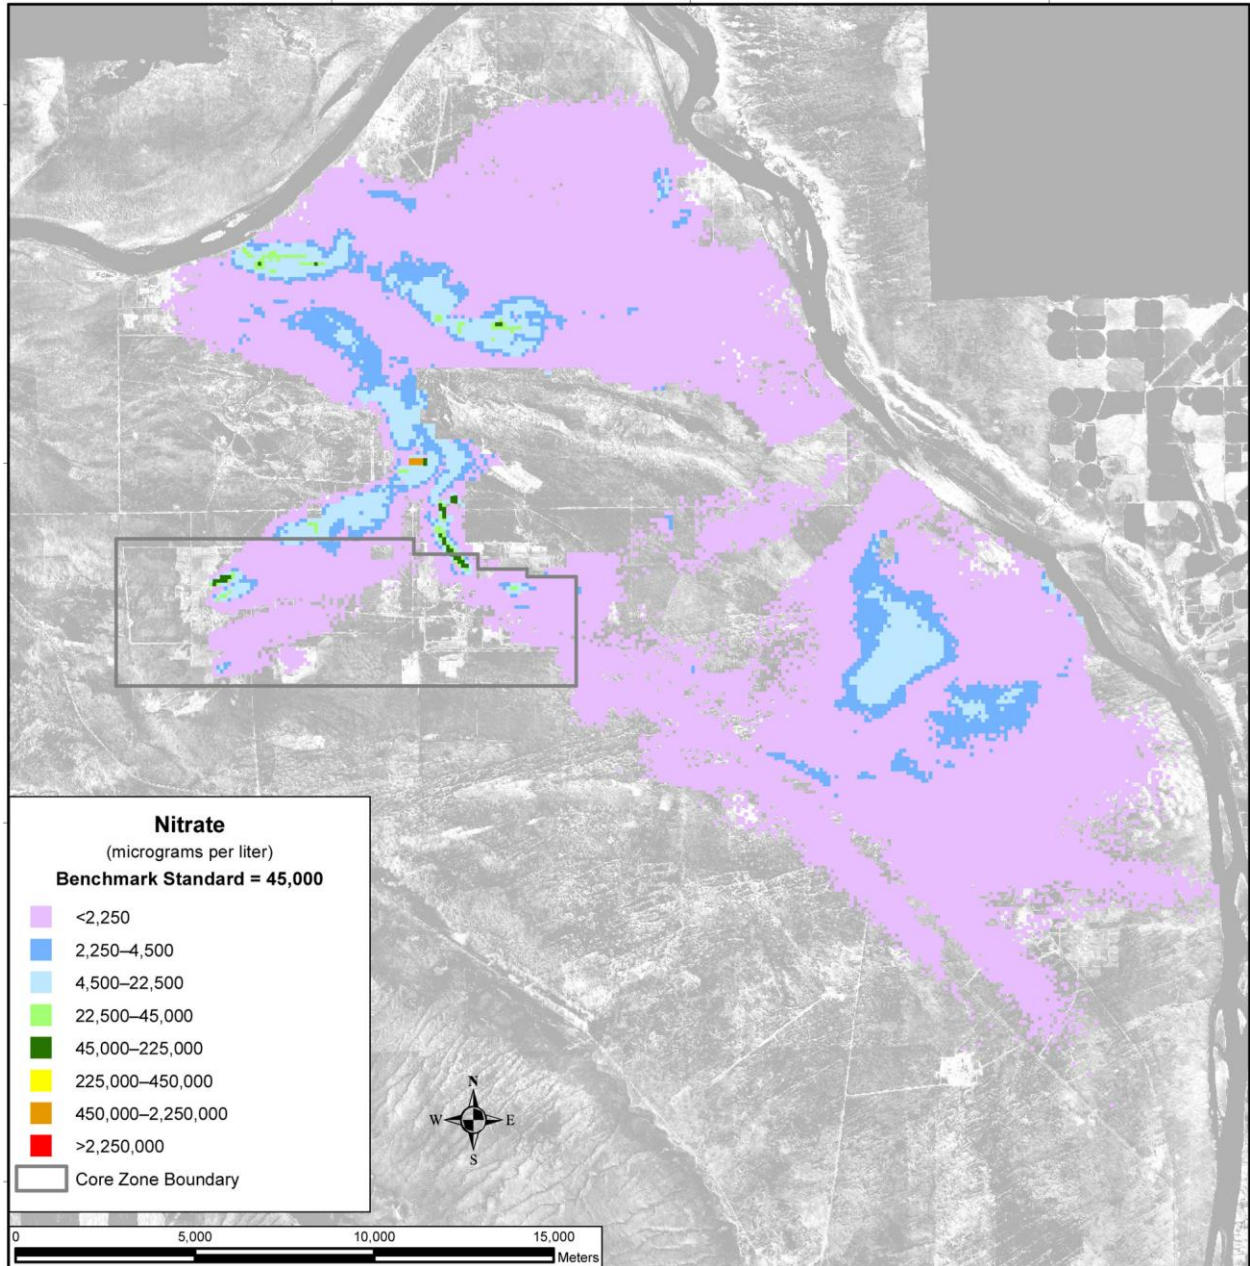 Nitrate
(micrograms per liter)
Benchmark Standard = 45,000
<2,250
2,250–4,500
4,500–22,500
22,500–45,000
45,000–225,000
225,000–450,000
450,000–2,250,000
>2,250,000
Core Zone Boundary
N
W E
S
0 5,000 10,000 15,000
Meters